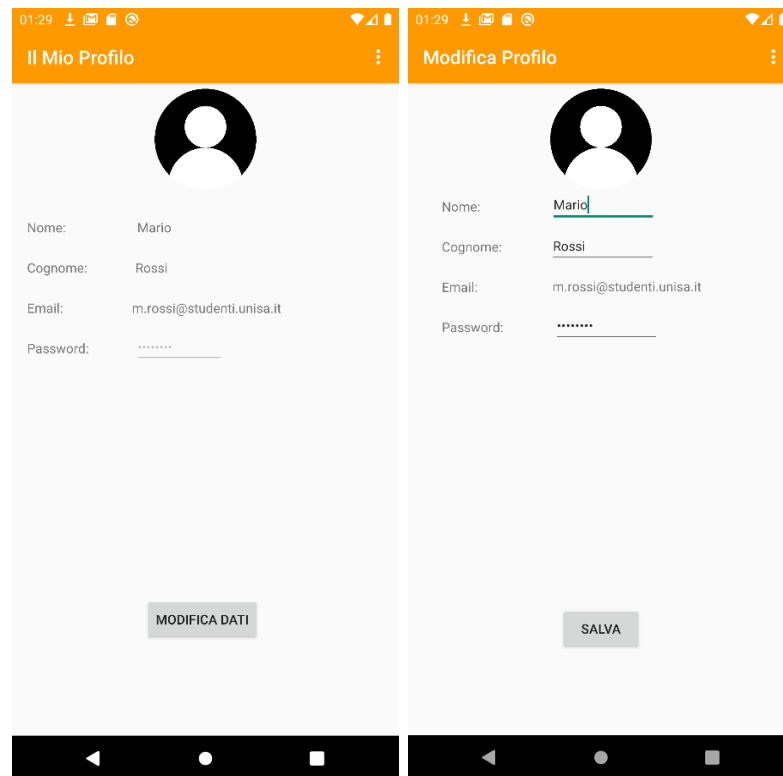 01:29
Il Mio Profilo
Nome: Mario
Cognome: Rossi
Email: m.rossi@studenti.unisa.it
Password: ········
MODIFICA DATI
01:29
Modifica Profilo
Nome: Mario
Cognome: Rossi
Email: m.rossi@studenti.unisa.it
Password: ········
SALVA